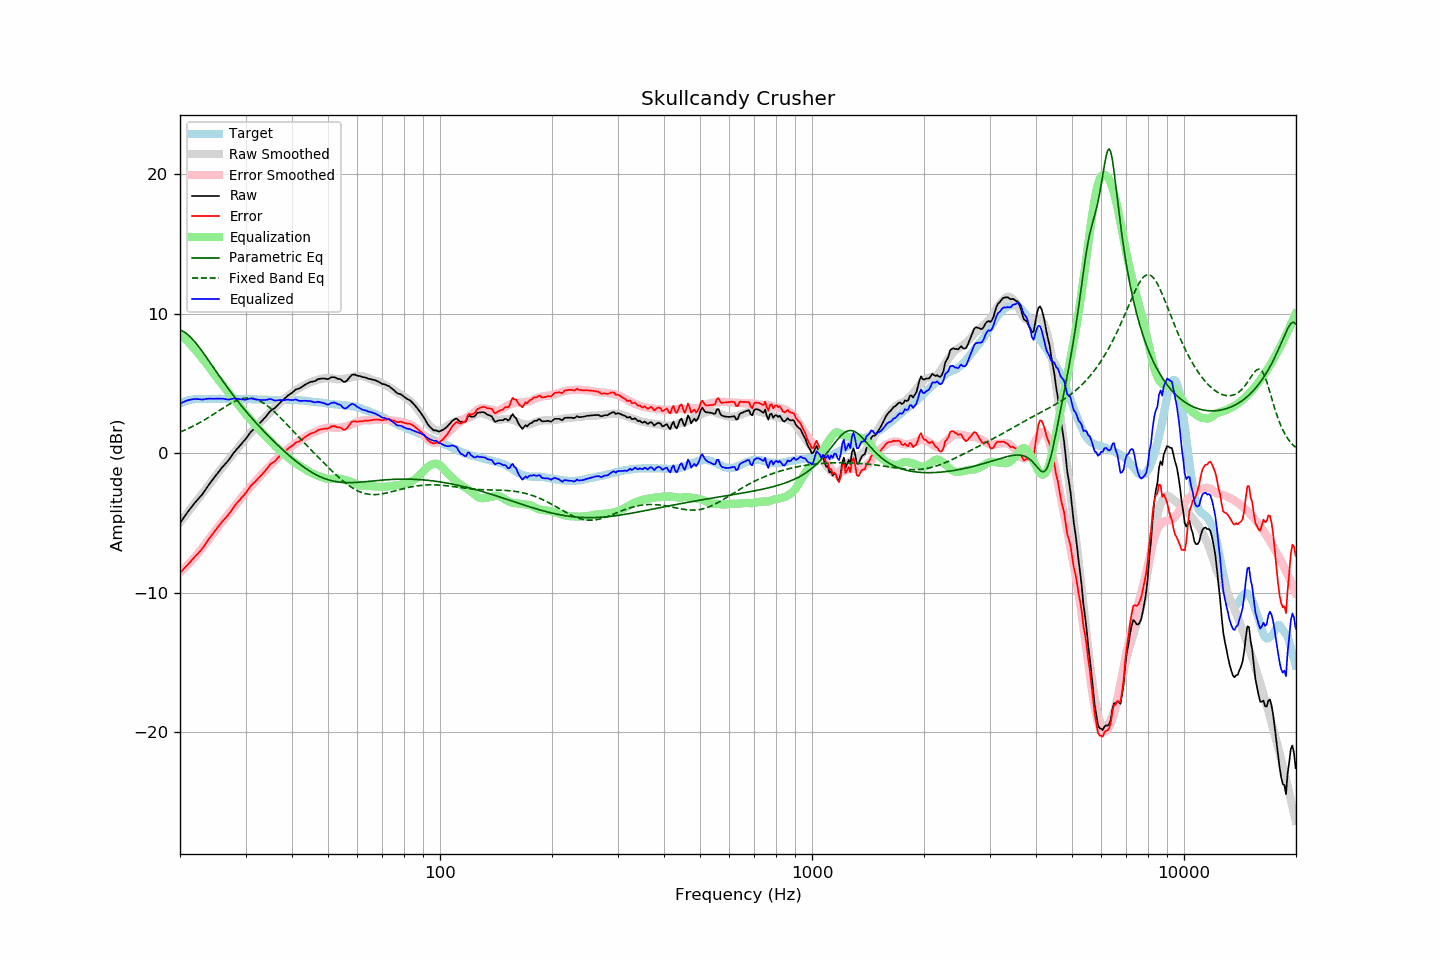 Skullcandy Crusher
Target
Raw Smoothed
Error Smoothed
Raw
Error
Equalization
Parametric Eq
Fixed Band Eq
Equalized
20
10
0
−10
−20
Amplitude (dBr)
100
1000
10000
Frequency (Hz)